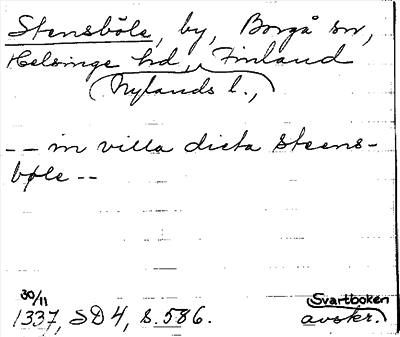 Stensböle, by, Borgå sn,
Helsinge hd, Finland
(Nylands l.,)
-- in villa dicta Steens-
bøle --
30/11
1337, SD 4, s. 586.
Svartboken
avskr.